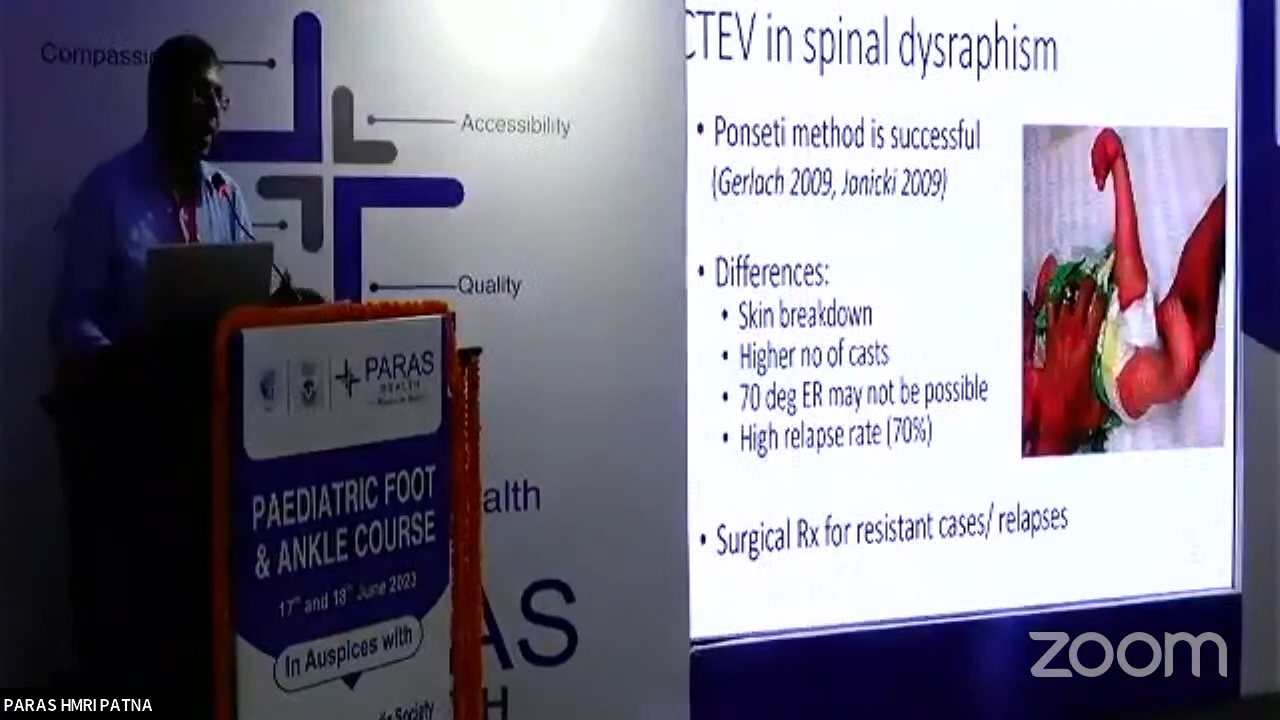 Accessibility
Quality
PARAS
HEALTH
PAEDIATRIC FOOT
& ANKLE COURSE
17th and 18th June 2023
In Auspices with
Society
alth
AS
H
CTEV in spinal dysraphism
• Ponseti method is successful
(Gerlach 2009, Janicki 2009)
• Differences:
• Skin breakdown
• Higher no of casts
• 70 deg ER may not be possible
• High relapse rate (70%)
• Surgical Rx for resistant cases/ relapses
zoom
PARAS HMRI PATNA